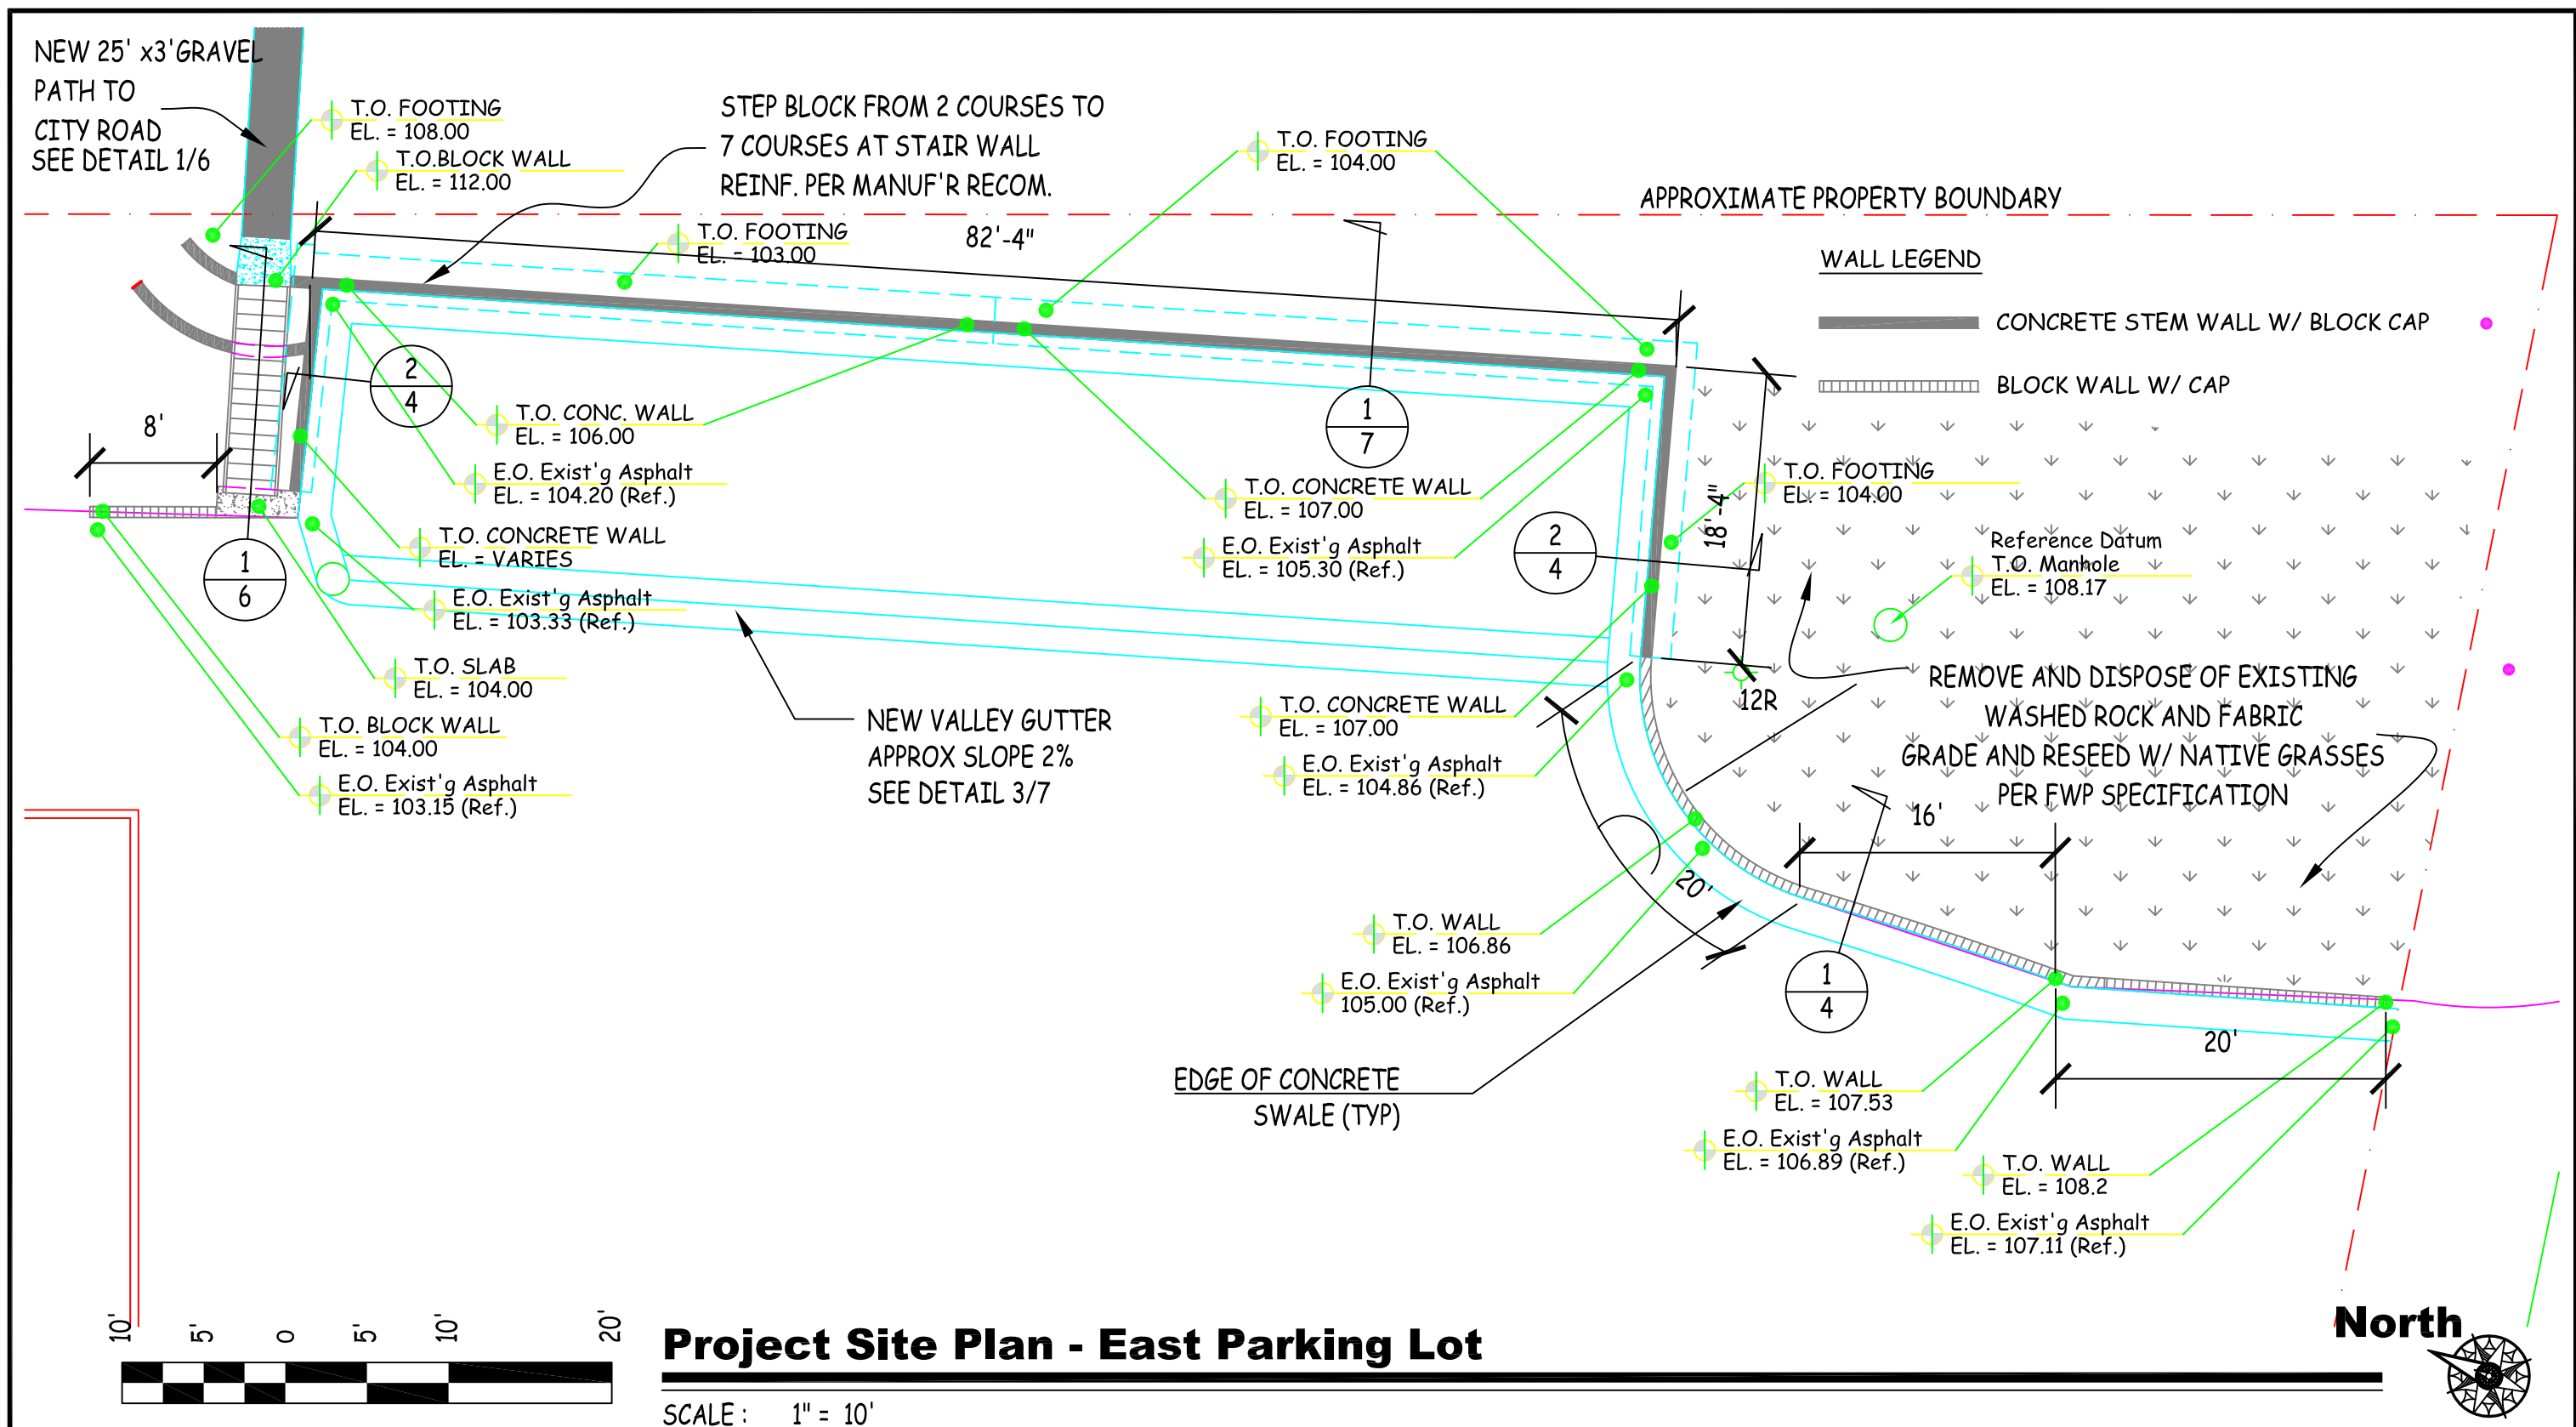 NEW 25' x3'GRAVEL
PATH TO
CITY ROAD
SEE DETAIL 1/6
T.O. FOOTING
EL. = 108.00
T.O.BLOCK WALL
EL. = 112.00
STEP BLOCK FROM 2 COURSES TO
7 COURSES AT STAIR WALL
REINF. PER MANUF'R RECOM.
T.O. FOOTING
EL. = 104.00
APPROXIMATE PROPERTY BOUNDARY
T.O. FOOTING
EL. = 103.00
82'-4"
WALL LEGEND
CONCRETE STEM WALL W/ BLOCK CAP
BLOCK WALL W/ CAP
2
4
8'
T.O. CONC. WALL
EL. = 106.00
1
7
E.O. Exist'g Asphalt
EL. = 104.20 (Ref.)
T.O. CONCRETE WALL
EL. = 107.00
T.O. FOOTING
EL. = 104.00
18'-4"
T.O. CONCRETE WALL
EL. = VARIES
E.O. Exist'g Asphalt
EL. = 105.30 (Ref.)
2
4
Reference Datum
T.O. Manhole
EL. = 108.17
1
6
E.O. Exist'g Asphalt
EL. = 103.33 (Ref.)
T.O. SLAB
EL. = 104.00
12R
REMOVE AND DISPOSE OF EXISTING
WASHED ROCK AND FABRIC
GRADE AND RESEED W/ NATIVE GRASSES
PER FWP SPECIFICATION
T.O. BLOCK WALL
EL. = 104.00
NEW VALLEY GUTTER
APPROX SLOPE 2%
SEE DETAIL 3/7
T.O. CONCRETE WALL
EL. = 107.00
E.O. Exist'g Asphalt
EL. = 103.15 (Ref.)
E.O. Exist'g Asphalt
EL. = 104.86 (Ref.)
16'
20'
T.O. WALL
EL. = 106.86
E.O. Exist'g Asphalt
105.00 (Ref.)
1
4
20'
EDGE OF CONCRETE
SWALE (TYP)
T.O. WALL
EL. = 107.53
E.O. Exist'g Asphalt
EL. = 106.89 (Ref.)
T.O. WALL
EL. = 108.2
E.O. Exist'g Asphalt
EL. = 107.11 (Ref.)
10' 5' 0 5' 10' 20'
Project Site Plan - East Parking Lot
North
SCALE : 1" = 10'